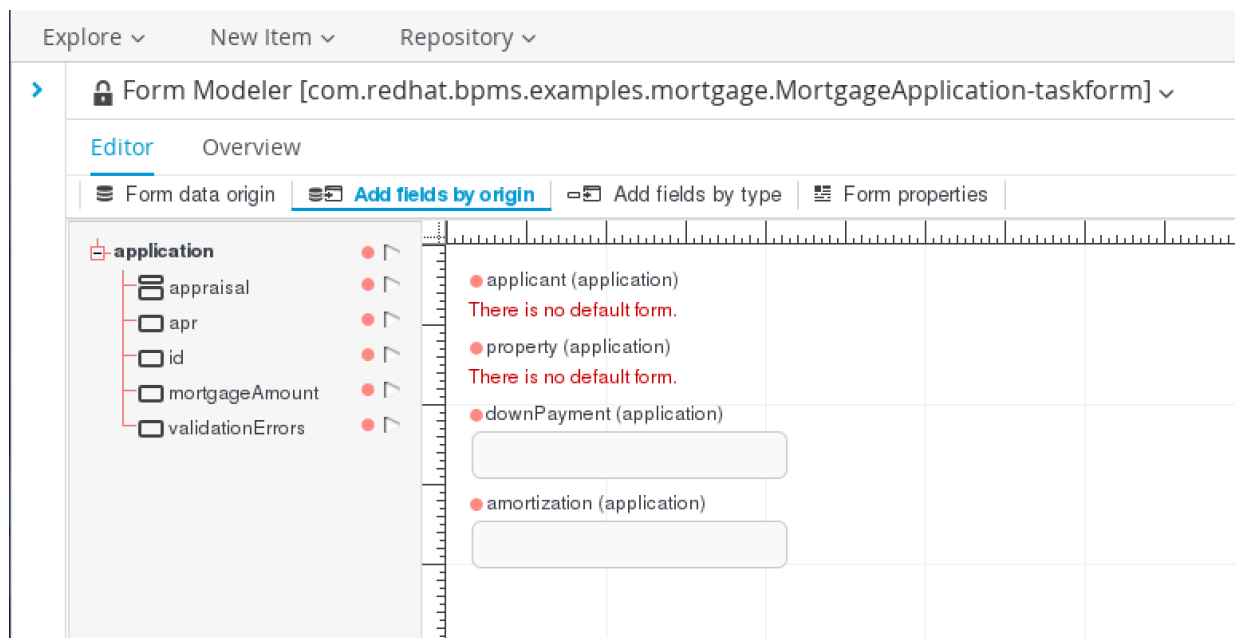 Explore New Item Repository
Form Modeler [com.redhat.bpms.examples.mortgage.MortgageApplication-taskform]
Editor Overview
Form data origin Add fields by origin Add fields by type Form properties
application
appraisal
apr
id
mortgageAmount
validationErrors
applicant (application)
There is no default form.
property (application)
There is no default form.
downPayment (application)
amortization (application)